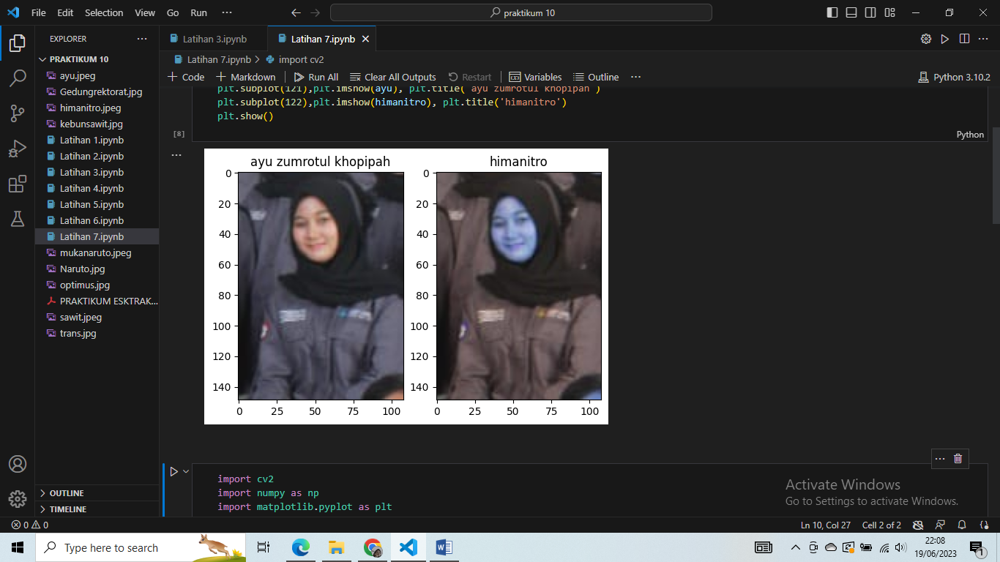 File Edit Selection View Go Run ··· praktikum 10
EXPLORER ···
Latihan 3.ipynb Latihan 7.ipynb
Latihan 7.ipynb > import cv2
Code Markdown Run All Clear All Outputs Restart Variables Outline ··· Python 3.10.2
PRAKTIKUM 10
ayu.jpeg
Gedungrektorat.jpg
himanitro.jpeg
kebunsawit.jpg
Latihan 1.ipynb
Latihan 2.ipynb
Latihan 3.ipynb
Latihan 4.ipynb
Latihan 5.ipynb
Latihan 6.ipynb
Latihan 7.ipynb
mukanaruto.jpeg
Naruto.jpg
optimus.jpg
PRAKTIKUM ESKTRAK...
sawit.jpeg
trans.jpg
OUTLINE
TIMELINE
plt.subplot(121),plt.imshow(ayu), plt.title('ayu zumrotul khopipah')
plt.subplot(122),plt.imshow(himanitro), plt.title('himanitro')
plt.show()
[8]
Python
ayu zumrotul khopipah
0
20
40
60
80
100
120
140
0 25 50 75 100
himanitro
0
20
40
60
80
100
120
140
0 25 50 75 100
import cv2
import numpy as np
import matplotlib.pyplot as plt
Activate Windows
Go to Settings to activate Windows.
0 0 Ln 10, Col 27 Cell 2 of 2
Type here to search
22:08
19/06/2023
1